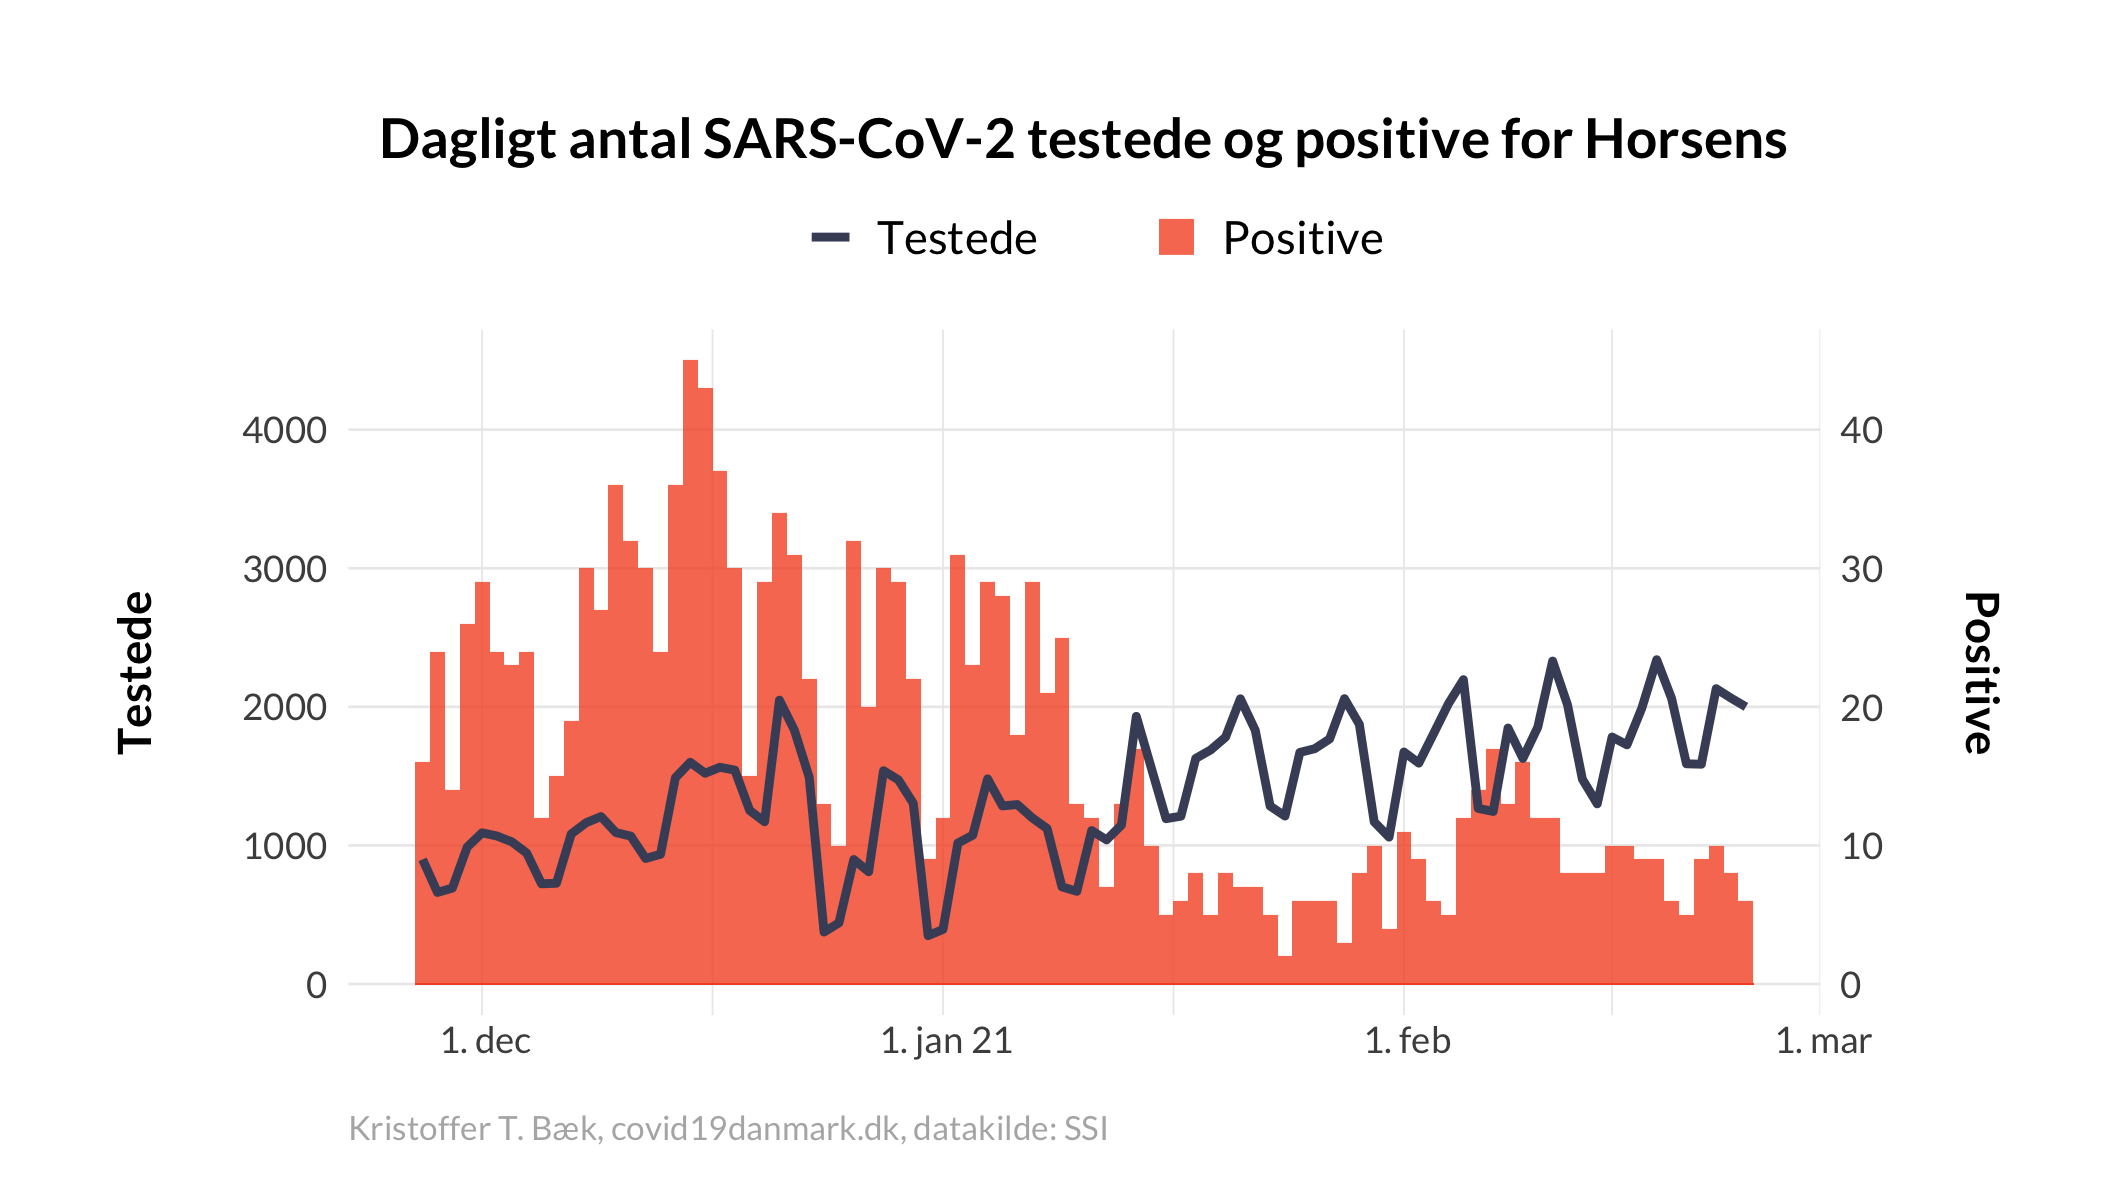 Dagligt antal SARS-CoV-2 testede og positive for Horsens
Testede
Positive
4000
3000
2000
1000
0
Testede
40
30
20
10
0
Positive
1. dec
1. jan 21
1. feb
1. mar
Kristoffer T. Bæk, covid19danmark.dk, datakilde: SSI